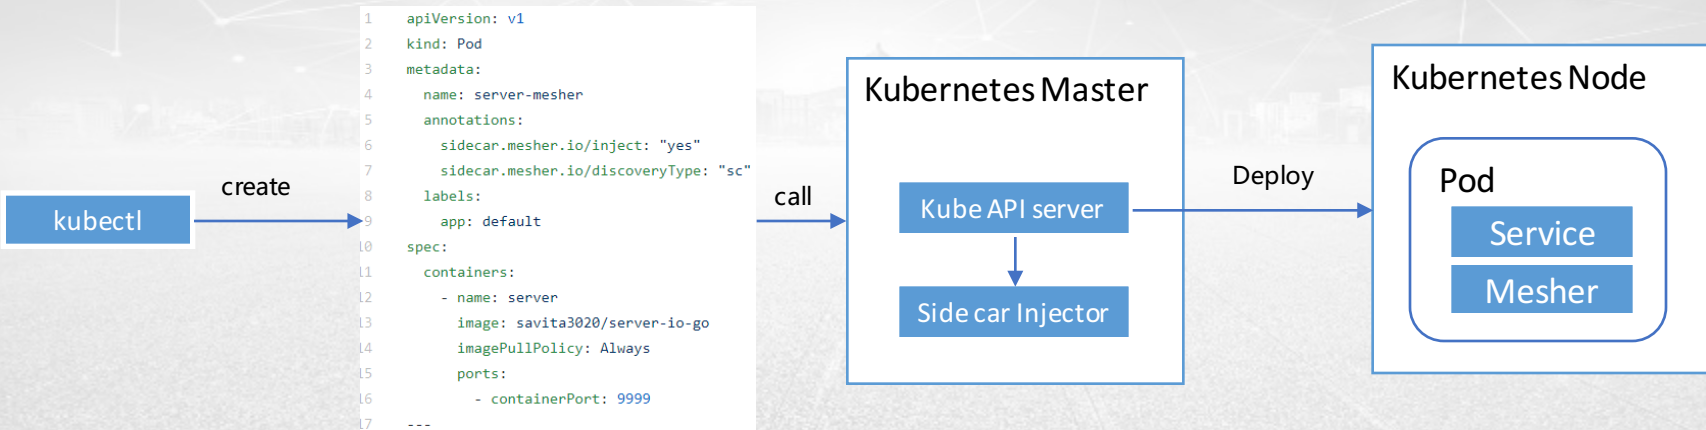 kubectl
create
1 apiVersion: v1
2 kind: Pod
3 metadata:
4 name: server-mesher
5 annotations:
6 sidecar.mesher.io/inject: "yes"
7 sidecar.mesher.io/discoveryType: "sc"
8 labels:
9 app: default
10 spec:
11 containers:
12 - name: server
13 image: savita3020/server-io-go
14 imagePullPolicy: Always
15 ports:
16 - containerPort: 9999
17 ---
call
Kubernetes Master
Kube API server
Side car Injector
Deploy
Kubernetes Node
Pod
Service
Mesher